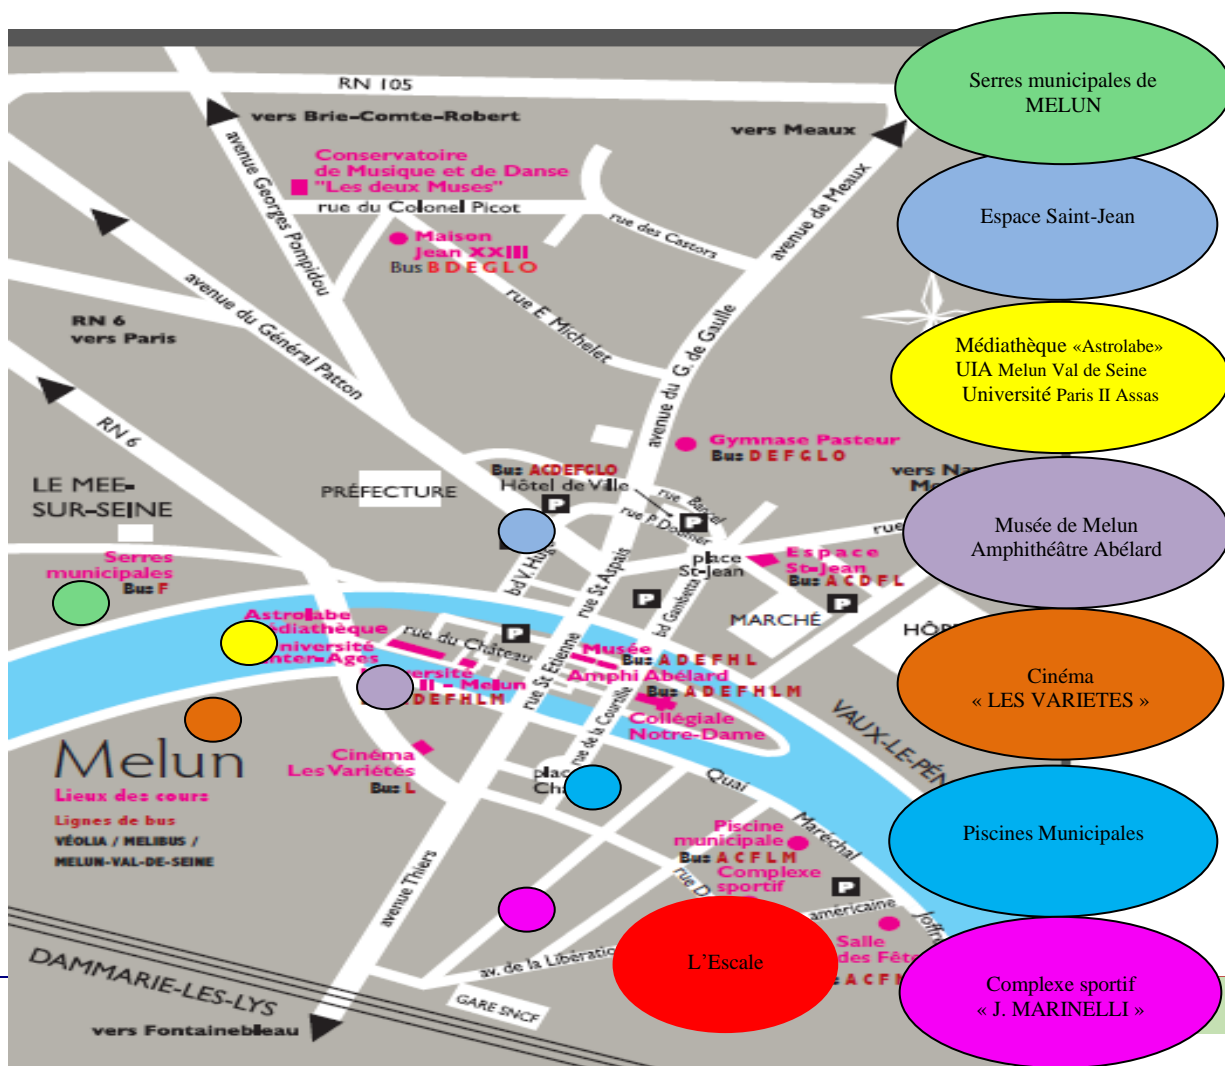 RN 105
vers Brie-Comte-Robert
vers Meaux
avenue Georges Pompidou
Conservatoire
de Musique et de Danse
"Les deux Muses"
rue du Colonel Picot
rue des Castors
avenue de Meaux
Maison
Jean XXIII
Bus B D E G L O
rue E. Michelet
avenue du Général Patton
RN 6
vers Paris
avenue du G. de Gaulle
RN 6
Gymnase Pasteur
Bus D E F G L O
LE MEE-
SUR-SEINE
PRÉFECTURE
Bus ACDEFGLO
Hôtel de Ville
P
P
rue Bancel
rue P. Doumer
vers
rue
Serres
municipales
Bus F
bd V. Hugo
rue St Aspais
place
St-Jean
Espace
St-Jean
Bus A C D F L
P
P
MARCHÉ
bd Gambetta
Astrolabe
rue du Château
P
rue St Etienne
Musée
Bus A D E F H L
Amphi Abélard
Bus A D E F H L M
II - Melun
DEFHLM
rue de la Courtille
Collégiale
Notre-Dame
Melun
Lieux des cours
Lignes de bus
VÉOLIA / MELIBUS /
MELUN-VAL-DE-SEINE
Cinéma
Les Variétés
Bus L
Quai
Maréchal
Joffre
Piscine
municipale
Bus A C F L M
Complexe
sportif
P
américaine
Salle
des
avenue Thiers
av. de la Libération
GARE SNCF
DAMMARIE-LES-LYS
vers Fontainebleau
Serres municipales de
MELUN
Espace Saint-Jean
Médiathèque «Astrolabe»
UIA Melun Val de Seine
Université Paris II Assas
Musée de Melun
Amphithéâtre Abélard
Cinéma
« LES VARIETES »
Piscines Municipales
L'Escale
Complexe sportif
« J. MARINELLI »